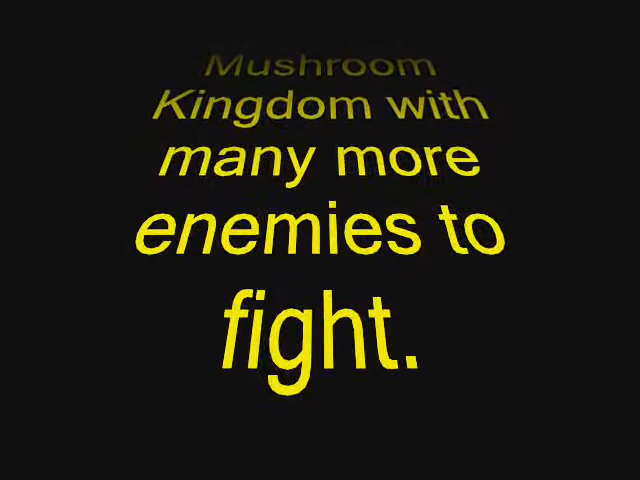 Mushroom
Kingdom with
many more
enemies to
fight.